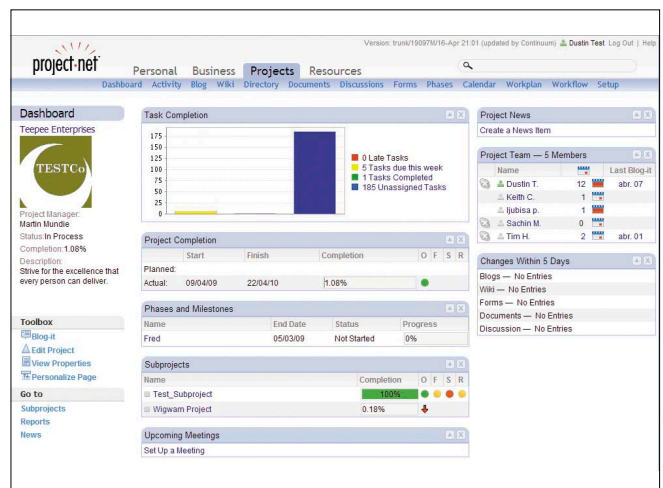 Version: trunk/19097M/16-Apr 21:01 (updated by Continuum) Dustin Test Log Out | Help
project·net
Personal Business Projects Resources
Dashboard Activity Blog Wiki Directory Documents Discussions Forms Phases Calendar Workplan Workflow Setup
Dashboard
Teepee Enterprises
TESTCo
Project Manager:
Martin Mundie
Status: In Process
Completion: 1.08%
Description:
Strive for the excellence that
every person can deliver.
Toolbox
Blog-it
Edit Project
View Properties
Personalize Page
Go to
Subprojects
Reports
News
Task Completion
175
150
125
100
75
50
25
0
0 Late Tasks
5 Tasks due this week
1 Tasks Completed
185 Unassigned Tasks
Project Completion
Start Finish Completion O F S R
Planned:
Actual: 09/04/09 22/04/10 1.08%
Phases and Milestones
Name End Date Status Progress
Fred 05/03/09 Not Started 0%
Subprojects
Name Completion O F S R
Test_Subproject 100%
Wigwam Project 0.18%
Upcoming Meetings
Set Up a Meeting
Project News
Create a News Item
Project Team — 5 Members
Name Last Blog-it
Dustin T. 12 abr. 07
Keith C. 1
ljubisa p. 1
Sachin M. 0
Tim H. 2 abr. 01
Changes Within 5 Days
Blogs — No Entries
Wiki — No Entries
Forms — No Entries
Documents — No Entries
Discussion — No Entries